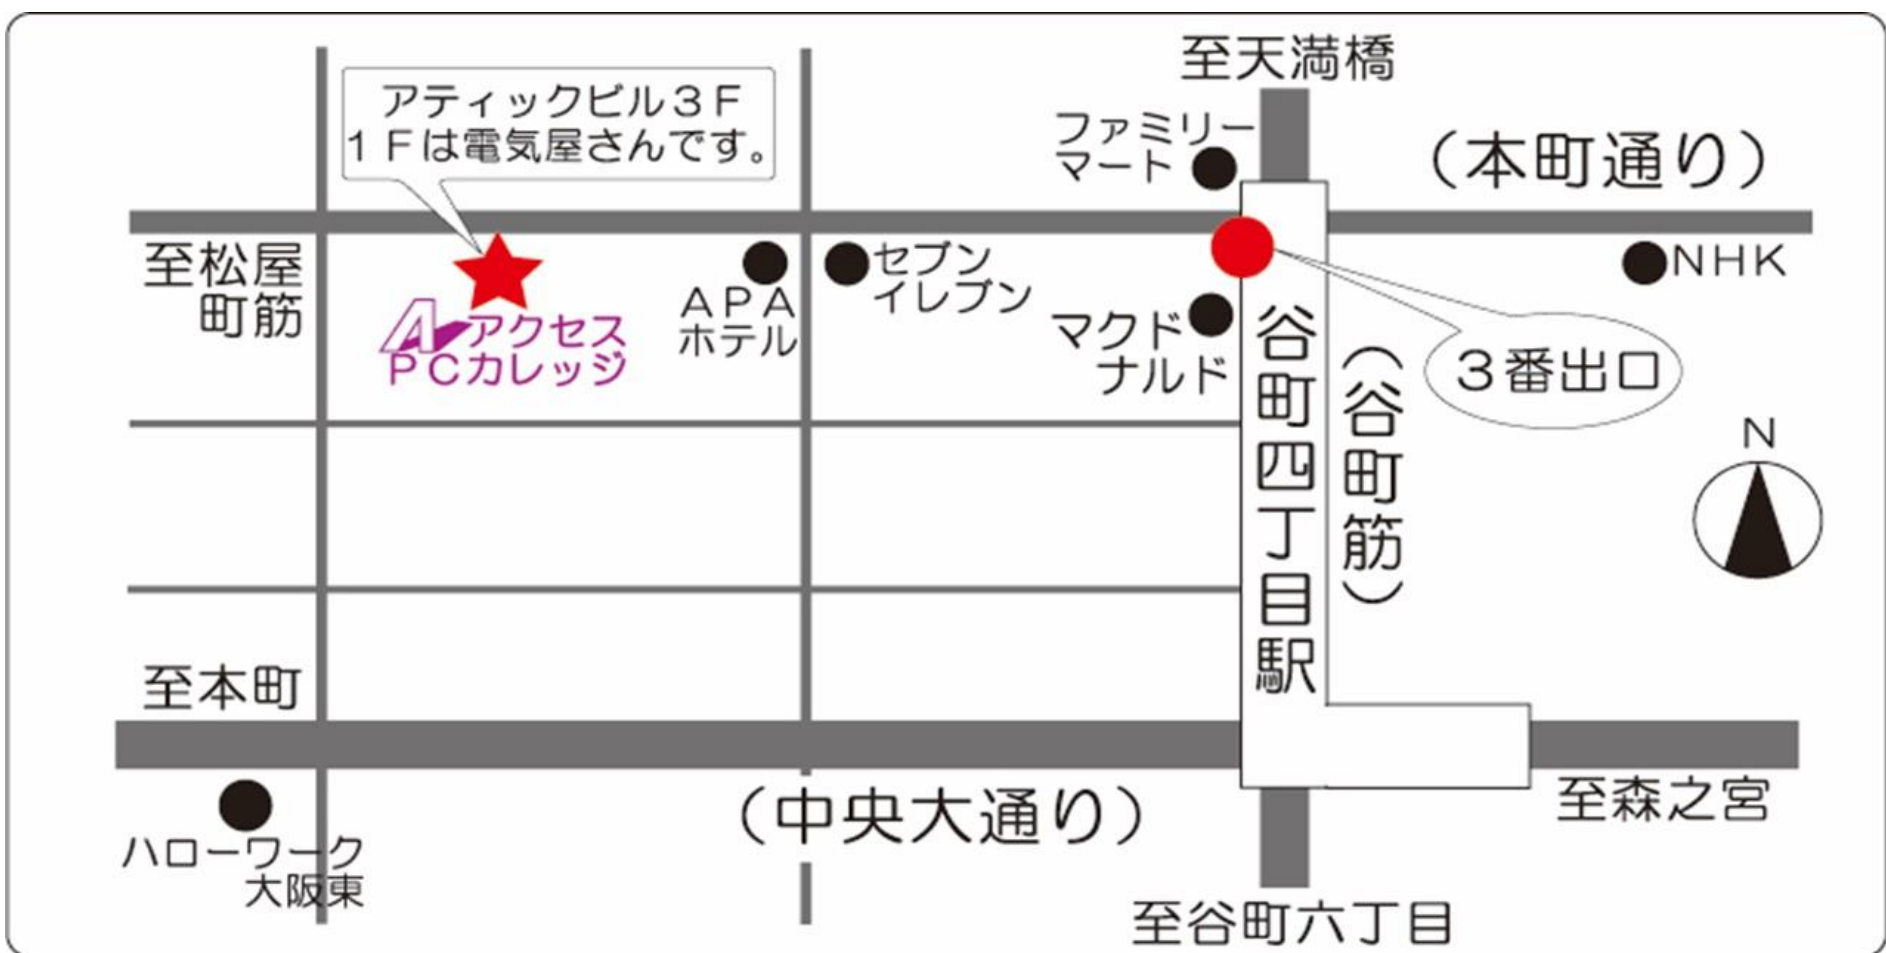 至天満橋
アティックビル３Ｆ
１Ｆは電気屋さんです。
ファミリー
マート
（本町通り）
至松屋
町筋
アクセス
ＰＣカレッジ
ＡＰＡ
ホテル
セブン
イレブン
マクド
ナルド
ＮＨＫ
３番出口
谷町四丁目駅
（谷町筋）
N
至本町
（中央大通り）
至森之宮
ハローワーク
大阪東
至谷町六丁目